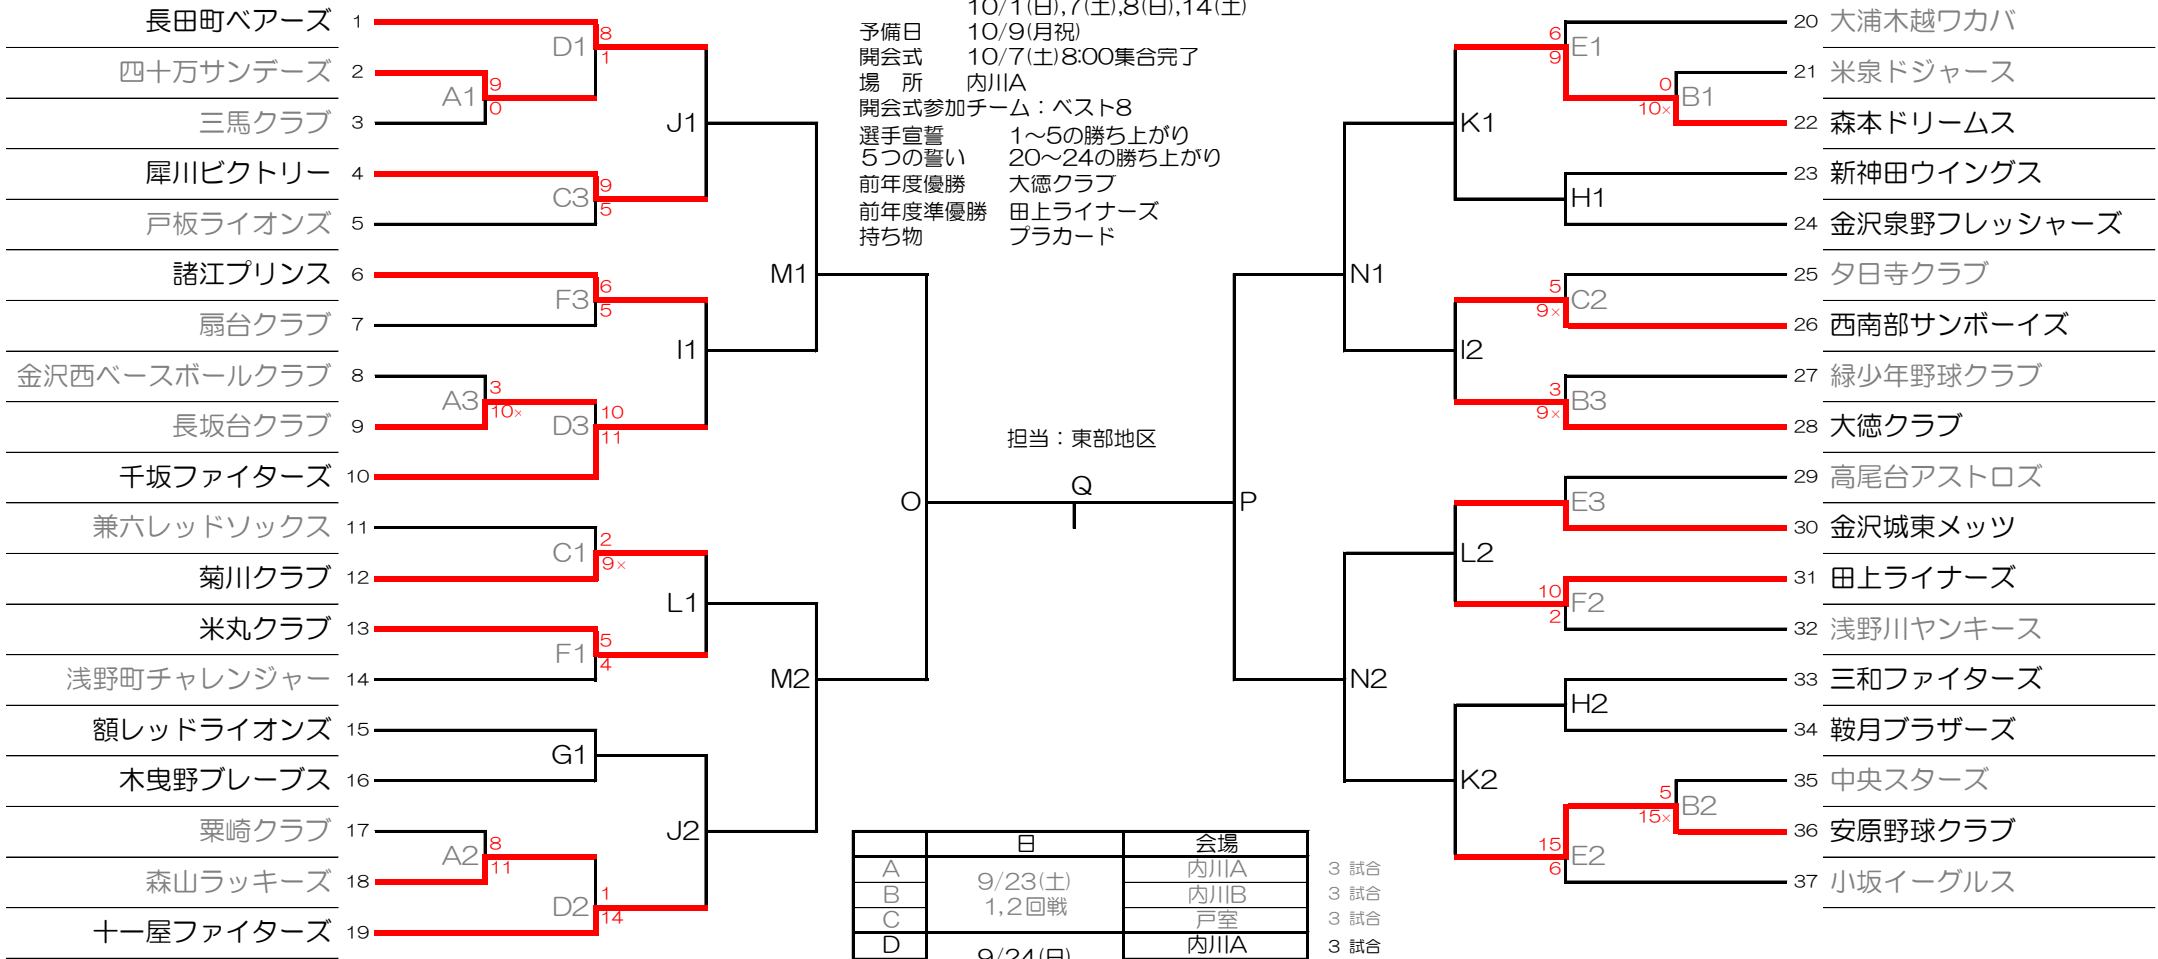 長田町ベアーズ 1
四十万サンデーズ 2
三馬クラブ 3
犀川ビクトリー 4
戸板ライオンズ 5
諸江プリンス 6
扇台クラブ 7
金沢西ベースボールクラブ 8
長坂台クラブ 9
千坂ファイターズ 10
兼六レッドソックス 11
菊川クラブ 12
米丸クラブ 13
浅野町チャレンジャー 14
額レッドライオンズ 15
木曳野ブレーブス 16
粟崎クラブ 17
森山ラッキーズ 18
十一屋ファイターズ 19
D1 8 1
A1 9 0
C3 9 5
F3 6 5
A3 3 10×
D3 10 11
C1 2 9×
F1 5 4
G1
A2 8 11
D2 1 14
J1
I1
L1
J2
M1
M2
O
10/1(日),7(土),8(日),14(土)
予備日 10/9(月祝)
開会式 10/7(土)8:00集合完了
場 所 内川A
開会式参加チーム：ベスト8
選手宣誓 1〜5の勝ち上がり
5つの誓い 20〜24の勝ち上がり
前年度優勝 大徳クラブ
前年度準優勝 田上ライナーズ
持ち物 プラカード
担当：東部地区
Q
日 会場
A 9/23(土) 1,2回戦 内川A 3 試合
B 内川B 3 試合
C 戸室 3 試合
D 9/24(日) 内川A 3 試合
P
N1
N2
K1
I2
L2
K2
E1 6 9
B1 0 10×
H1
C2 5 9×
B3 3 9×
E3
F2 10 2
H2
B2 5 15×
E2 15 6
20 大浦木越ワカバ
21 米泉ドジャース
22 森本ドリームス
23 新神田ウイングス
24 金沢泉野フレッシャーズ
25 夕日寺クラブ
26 西南部サンボーイズ
27 緑少年野球クラブ
28 大徳クラブ
29 高尾台アストロズ
30 金沢城東メッツ
31 田上ライナーズ
32 浅野川ヤンキース
33 三和ファイターズ
34 鞍月ブラザーズ
35 中央スターズ
36 安原野球クラブ
37 小坂イーグルス